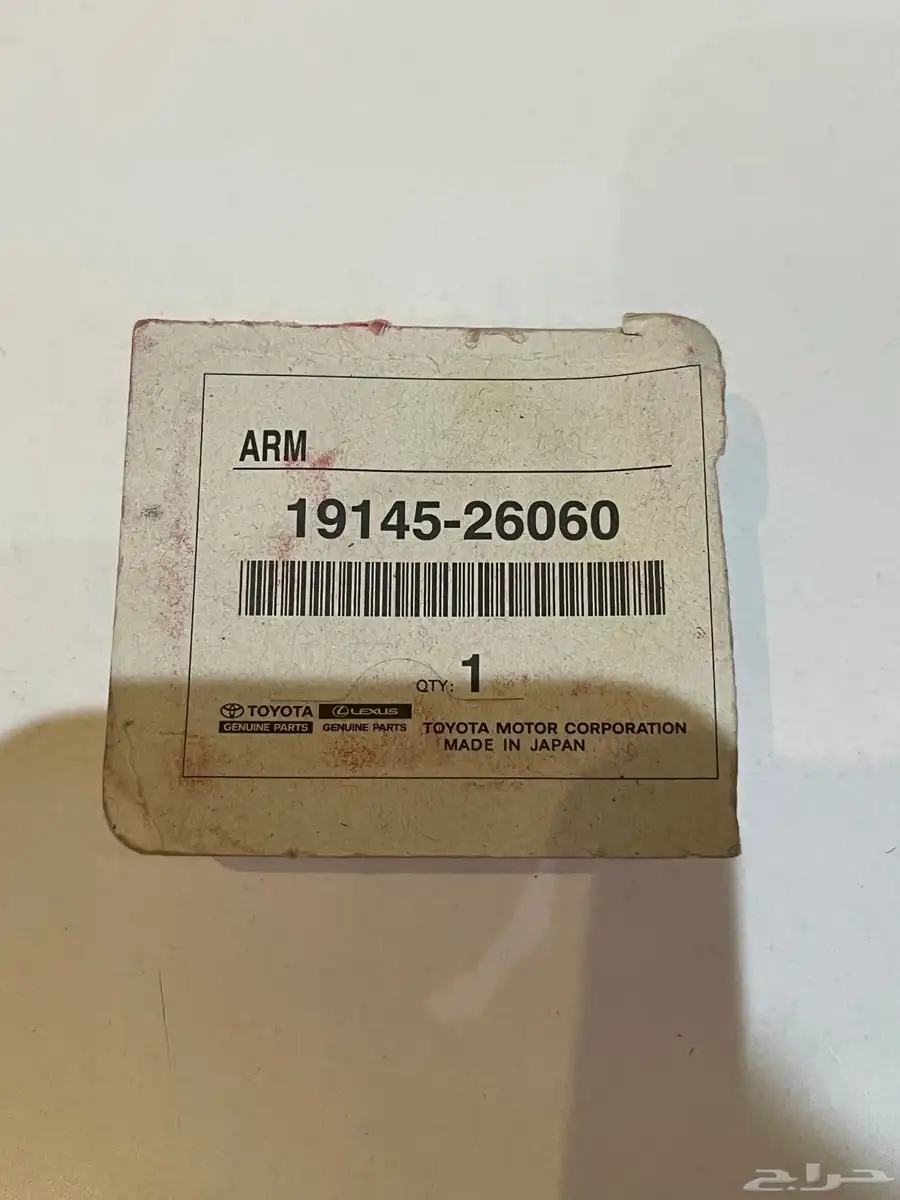 ARM
19145-26060
QTY: 1
TOYOTA LEXUS
GENUINE PARTS GENUINE PARTS TOYOTA MOTOR CORPORATION
MADE IN JAPAN
حراج